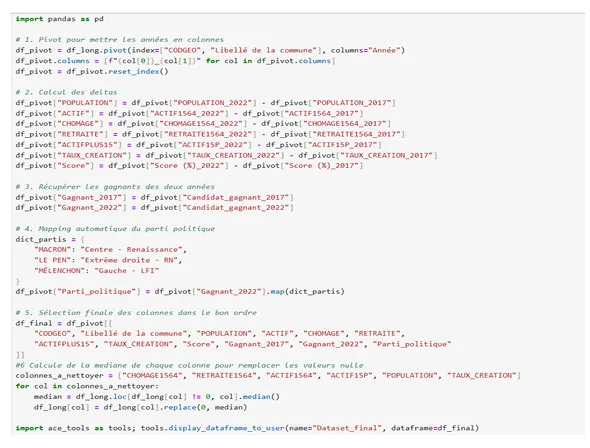 import pandas as pd
# 1. Pivot pour mettre les années en colonnes
df_pivot = df_long.pivot(index=["CODGEO", "Libellé de la commune"], columns="Année")
df_pivot.columns = [f"{col[0]}_{col[1]}" for col in df_pivot.columns]
df_pivot = df_pivot.reset_index()
# 2. Calcul des deltas
df_pivot["POPULATION"] = df_pivot["POPULATION_2022"] - df_pivot["POPULATION_2017"]
df_pivot["ACTIF"] = df_pivot["ACTIF1564_2022"] - df_pivot["ACTIF1564_2017"]
df_pivot["CHOMAGE"] = df_pivot["CHOMAGE1564_2022"] - df_pivot["CHOMAGE1564_2017"]
df_pivot["RETRAITE"] = df_pivot["RETRAITE1564_2022"] - df_pivot["RETRAITE1564_2017"]
df_pivot["ACTIFPLUS15"] = df_pivot["ACTIF15P_2022"] - df_pivot["ACTIF15P_2017"]
df_pivot["TAUX_CREATION"] = df_pivot["TAUX_CREATION_2022"] - df_pivot["TAUX_CREATION_2017"]
df_pivot["Score"] = df_pivot["Score (%)_2022"] - df_pivot["Score (%)_2017"]
# 3. Récupérer les gagnants des deux années
df_pivot["Gagnant_2017"] = df_pivot["Candidat_gagnant_2017"]
df_pivot["Gagnant_2022"] = df_pivot["Candidat_gagnant_2022"]
# 4. Mapping automatique du parti politique
dict_partis = {
"MACRON": "Centre - Renaissance",
"LE PEN": "Extrême droite - RN",
"MÉLENCHON": "Gauche - LFI"
}
df_pivot["Parti_politique"] = df_pivot["Gagnant_2022"].map(dict_partis)
# 5. Sélection finale des colonnes dans le bon ordre
df_final = df_pivot[[
"CODGEO", "Libellé de la commune", "POPULATION", "ACTIF", "CHOMAGE", "RETRAITE",
"ACTIFPLUS15", "TAUX_CREATION", "Score", "Gagnant_2017", "Gagnant_2022", "Parti_politique"
]]
#6 Calcule de la mediane de chaque colonne pour remplacer les valeurs nulle
colonnes_a_nettoyer = ["CHOMAGE1564", "RETRAITE1564", "ACTIF1564", "ACTIF15P", "POPULATION", "TAUX_CREATION"]
for col in colonnes_a_nettoyer:
median = df_long.loc[df_long[col] != 0, col].median()
df_long[col] = df_long[col].replace(0, median)
import ace_tools as tools; tools.display_dataframe_to_user(name="Dataset_final", dataframe=df_final)